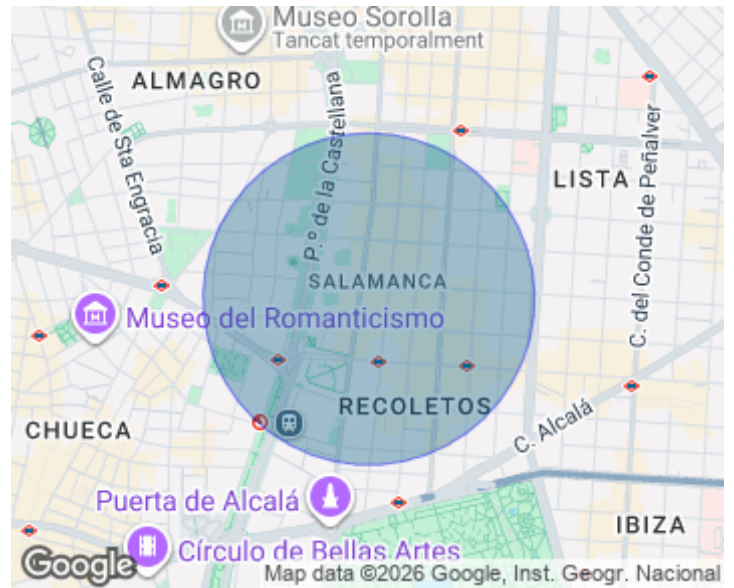 Museo Sorolla
Tancat temporalment
ALMAGRO
Calle de Sta Engracia
P.º de la Castellana
C. del Conde de Peñalver
LISTA
SALAMANCA
Museo del Romanticismo
RECOLETOS
CHUECA
C. Alcalá
Puerta de Alcalá
IBIZA
Círculo de Bellas Artes
Google
Map data ©2026 Google, Inst. Geogr. Nacional